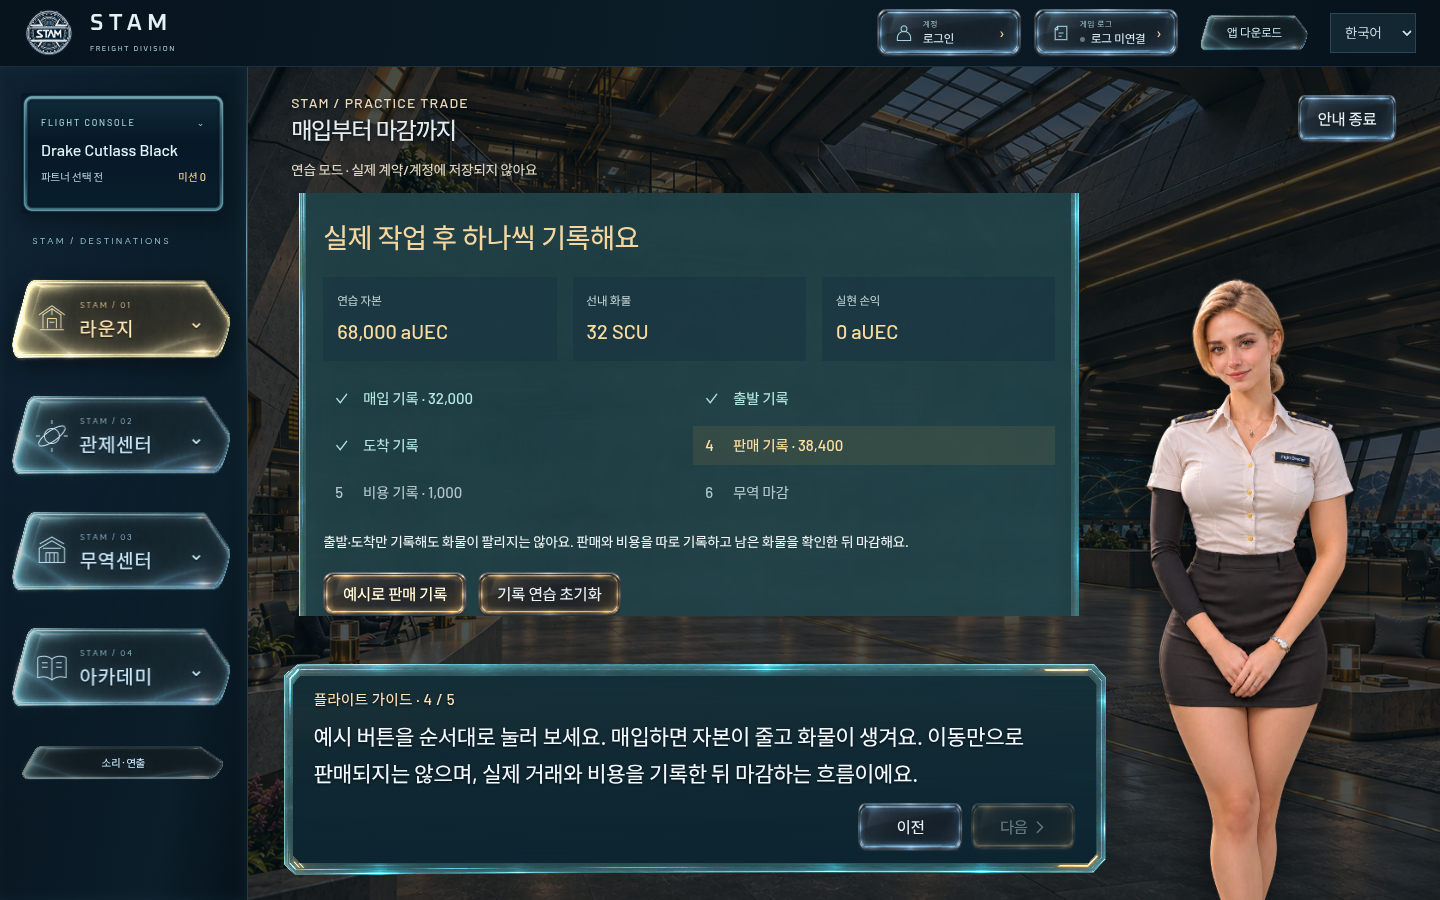 STAM
FREIGHT DIVISION
STAM
계정
로그인
게임 로그
로그 미연결
앱 다운로드
한국어
FLIGHT CONSOLE
Drake Cutlass Black
파트너 선택 전
미션 0
STAM / DESTINATIONS
STAM / 01
라운지
STAM / 02
관제센터
STAM / 03
무역센터
STAM / 04
아카데미
소리·연출
STAM / PRACTICE TRADE
매입부터 마감까지
연습 모드 · 실제 계약/계정에 저장되지 않아요
안내 종료
실제 작업 후 하나씩 기록해요
연습 자본
68,000 aUEC
선내 화물
32 SCU
실현 손익
0 aUEC
매입 기록 · 32,000
출발 기록
도착 기록
4 판매 기록 · 38,400
5 비용 기록 · 1,000
6 무역 마감
출발·도착만 기록해도 화물이 팔리지는 않아요. 판매와 비용을 따로 기록하고 남은 화물을 확인한 뒤 마감해요.
예시로 판매 기록
기록 연습 초기화
Flight Director
플라이트 가이드 · 4 / 5
예시 버튼을 순서대로 눌러 보세요. 매입하면 자본이 줄고 화물이 생겨요. 이동만으로
판매되지는 않으며, 실제 거래와 비용을 기록한 뒤 마감하는 흐름이에요.
이전
다음